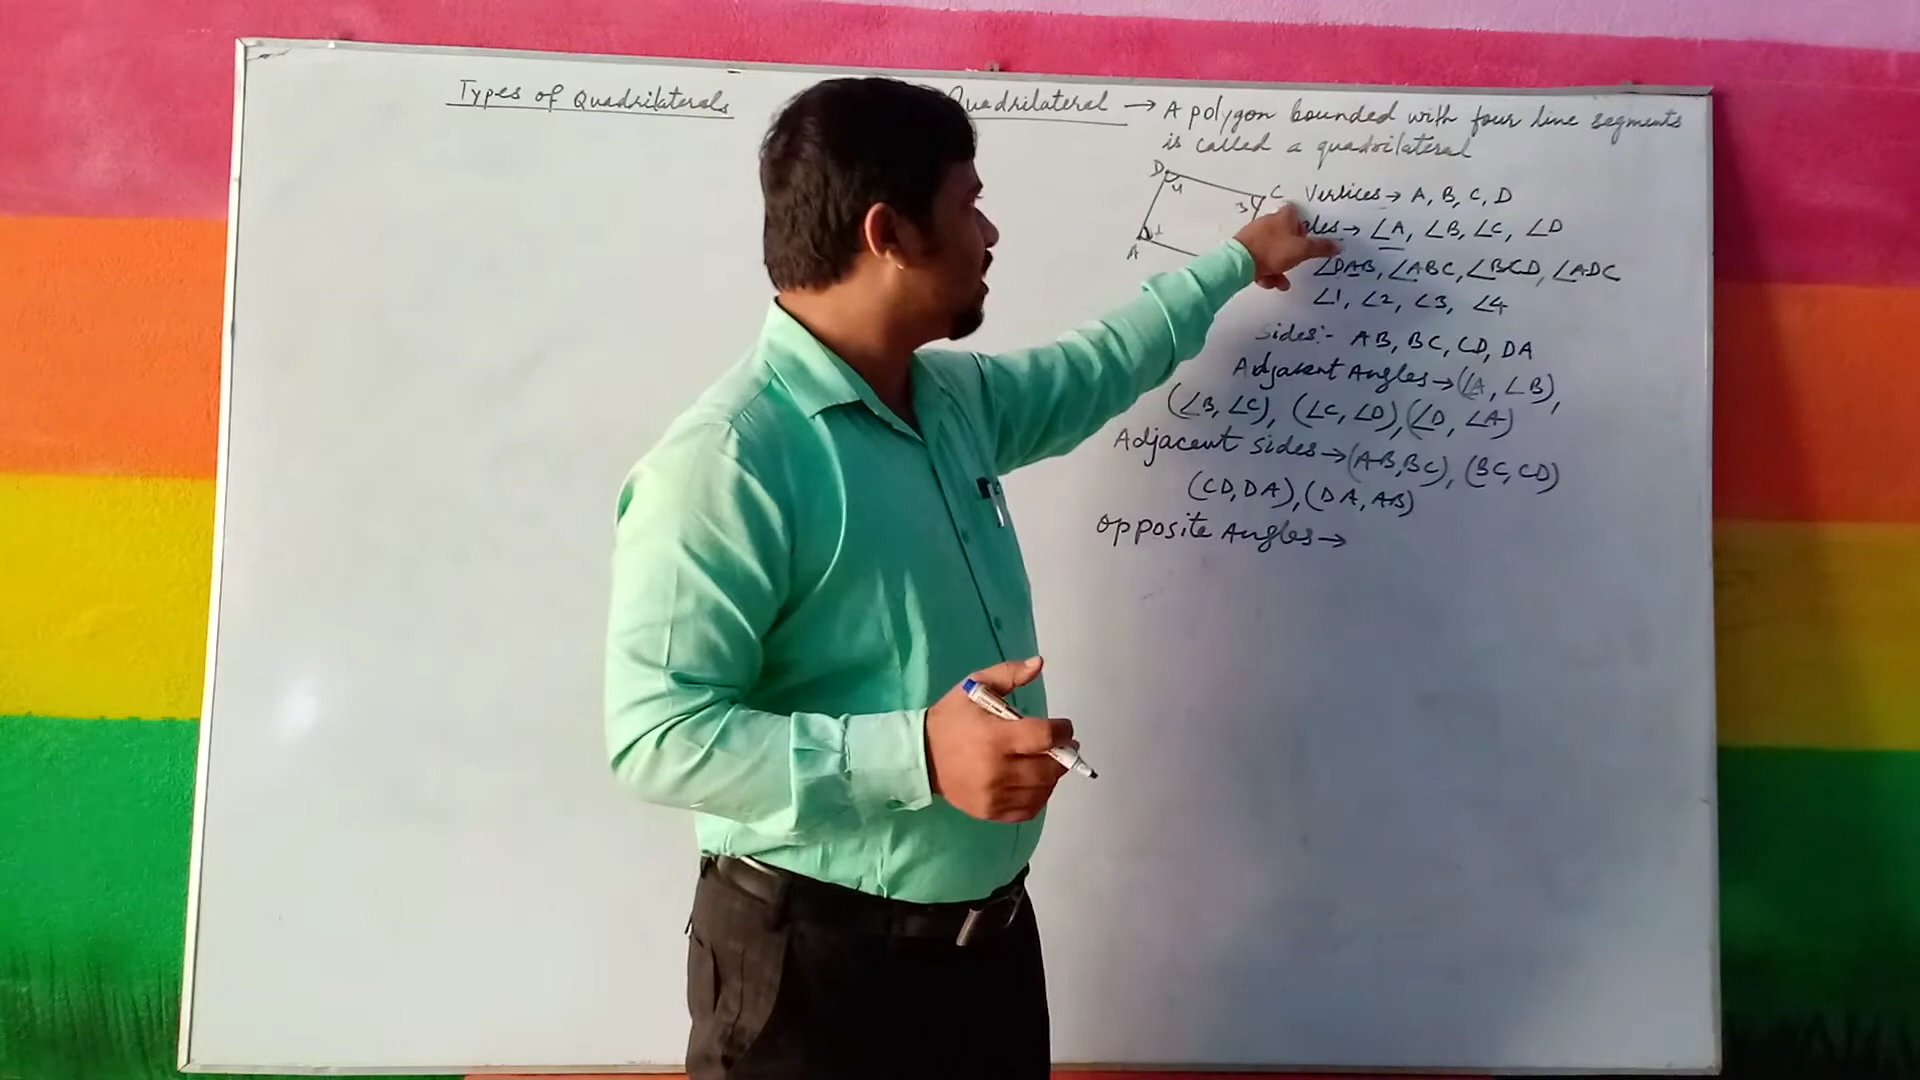 Types of Quadrilaterals
Quadrilateral → A polygon bounded with four line segments
is called a quadrilateral
D
4
C
3
1
A
Vertices → A, B, C, D
→ ∠A, ∠B, ∠C, ∠D
∠DAB, ∠ABC, ∠BCD, ∠ADC
∠1, ∠2, ∠3, ∠4
Sides:- AB, BC, CD, DA
Adjacent Angles → (∠A, ∠B),
(∠B, ∠C), (∠C, ∠D), (∠D, ∠A)
Adjacent sides → (AB, BC), (BC, CD)
(CD, DA), (DA, AB)
opposite Angles →